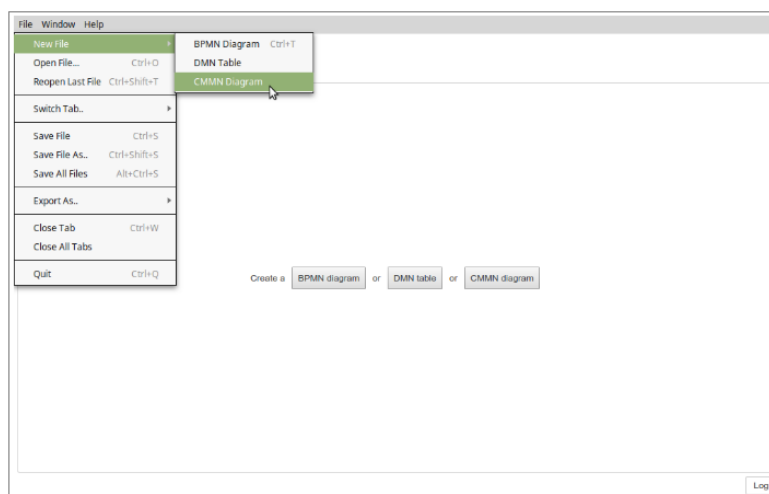 File Window Help
New File
BPMN Diagram Ctrl+T
Open File... Ctrl+O
DMN Table
Reopen Last File Ctrl+Shift+T
CMMN Diagram
Switch Tab..
Save File Ctrl+S
Save File As.. Ctrl+Shift+S
Save All Files Alt+Ctrl+S
Export As..
Close Tab Ctrl+W
Close All Tabs
Quit Ctrl+Q
Create a BPMN diagram or DMN table or CMMN diagram
Log